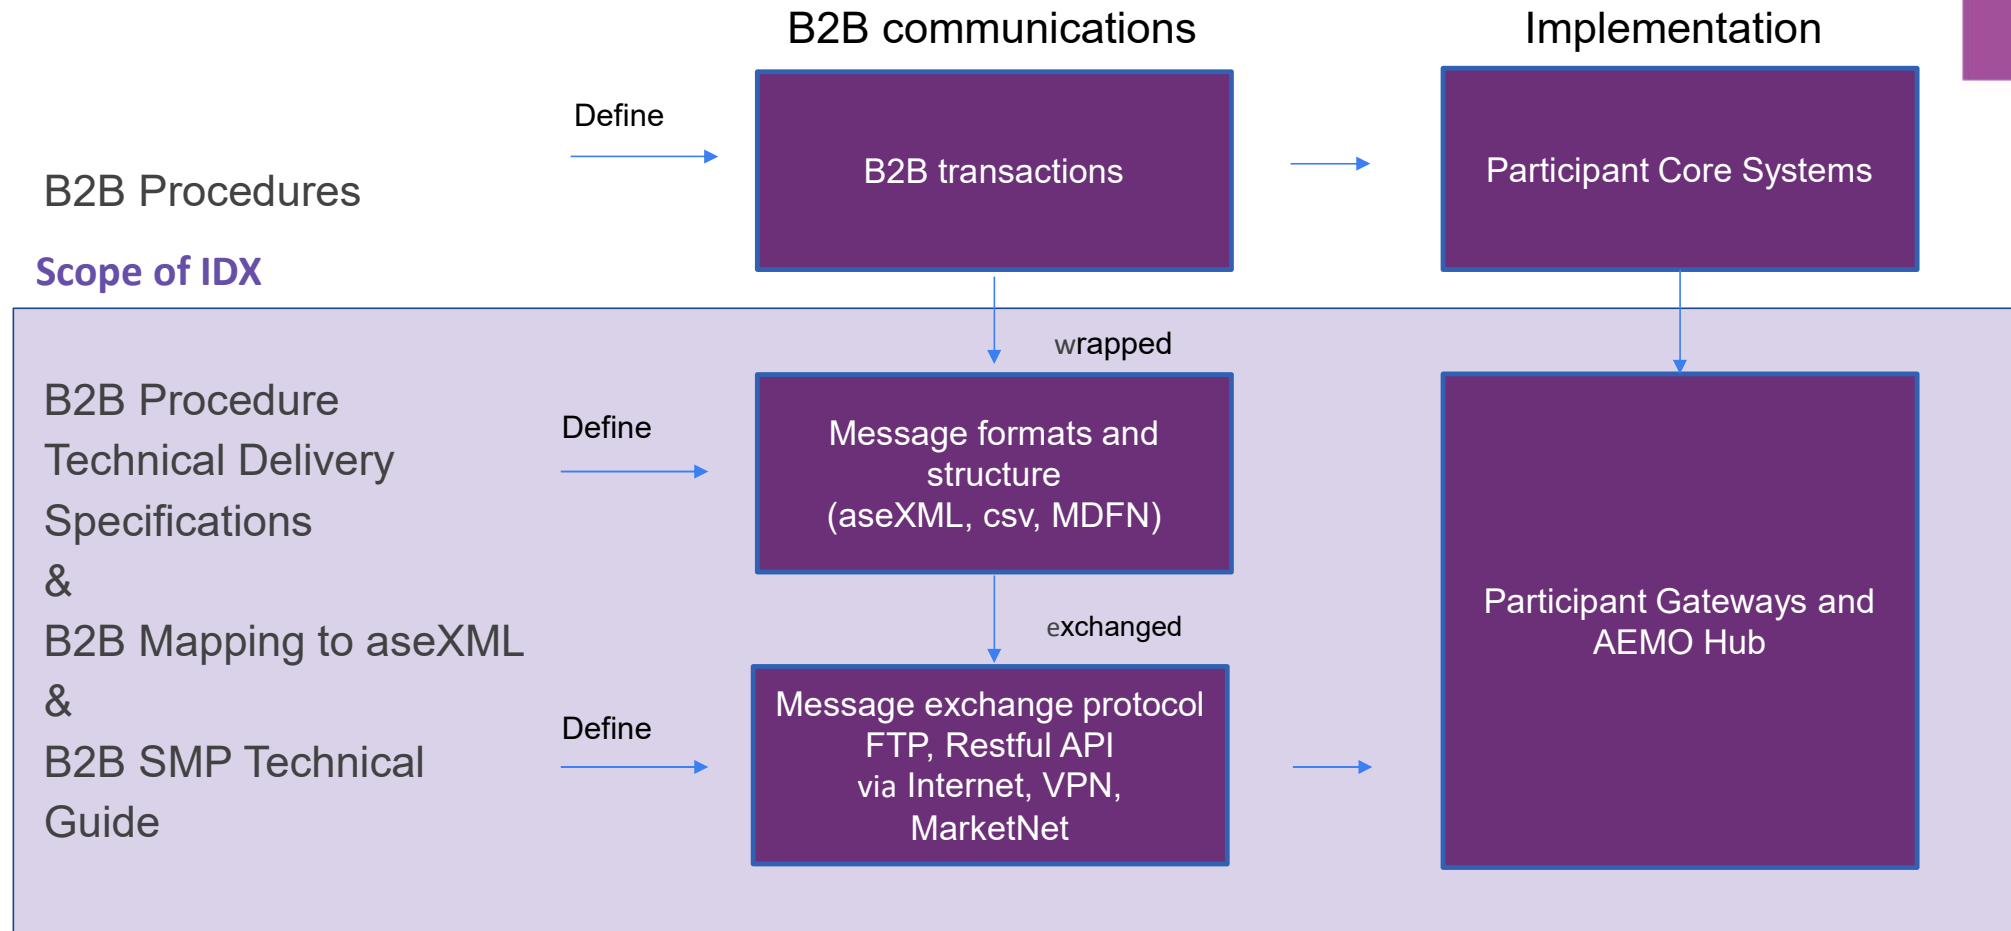 B2B communications
Implementation
Define
B2B Procedures
B2B transactions
Participant Core Systems
Scope of IDX
wrapped
B2B Procedure
Technical Delivery
Specifications
&
B2B Mapping to aseXML
&
B2B SMP Technical
Guide
Define
Message formats and
structure
(aseXML, csv, MDFN)
exchanged
Define
Message exchange protocol
FTP, Restful API
via Internet, VPN,
MarketNet
Participant Gateways and
AEMO Hub